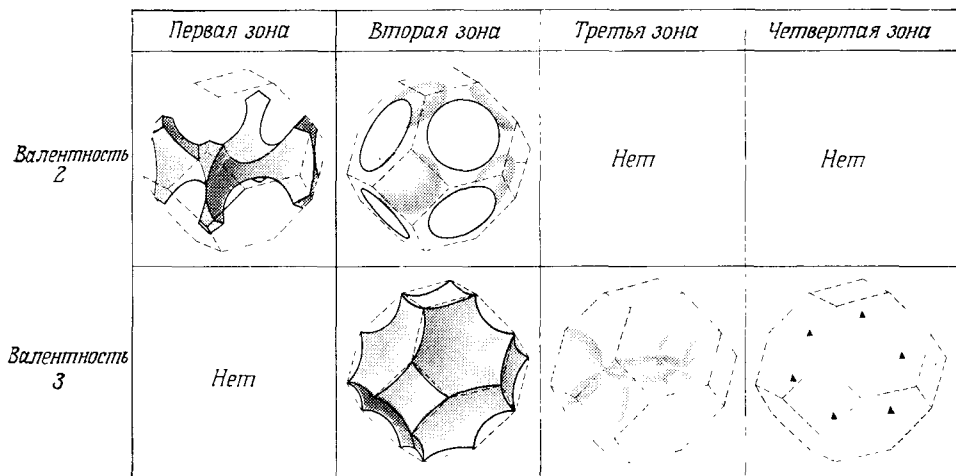 Первая зона
Вторая зона
Третья зона
Четвертая зона
Валентность
2
Нет
Нет
Валентность
3
Нет